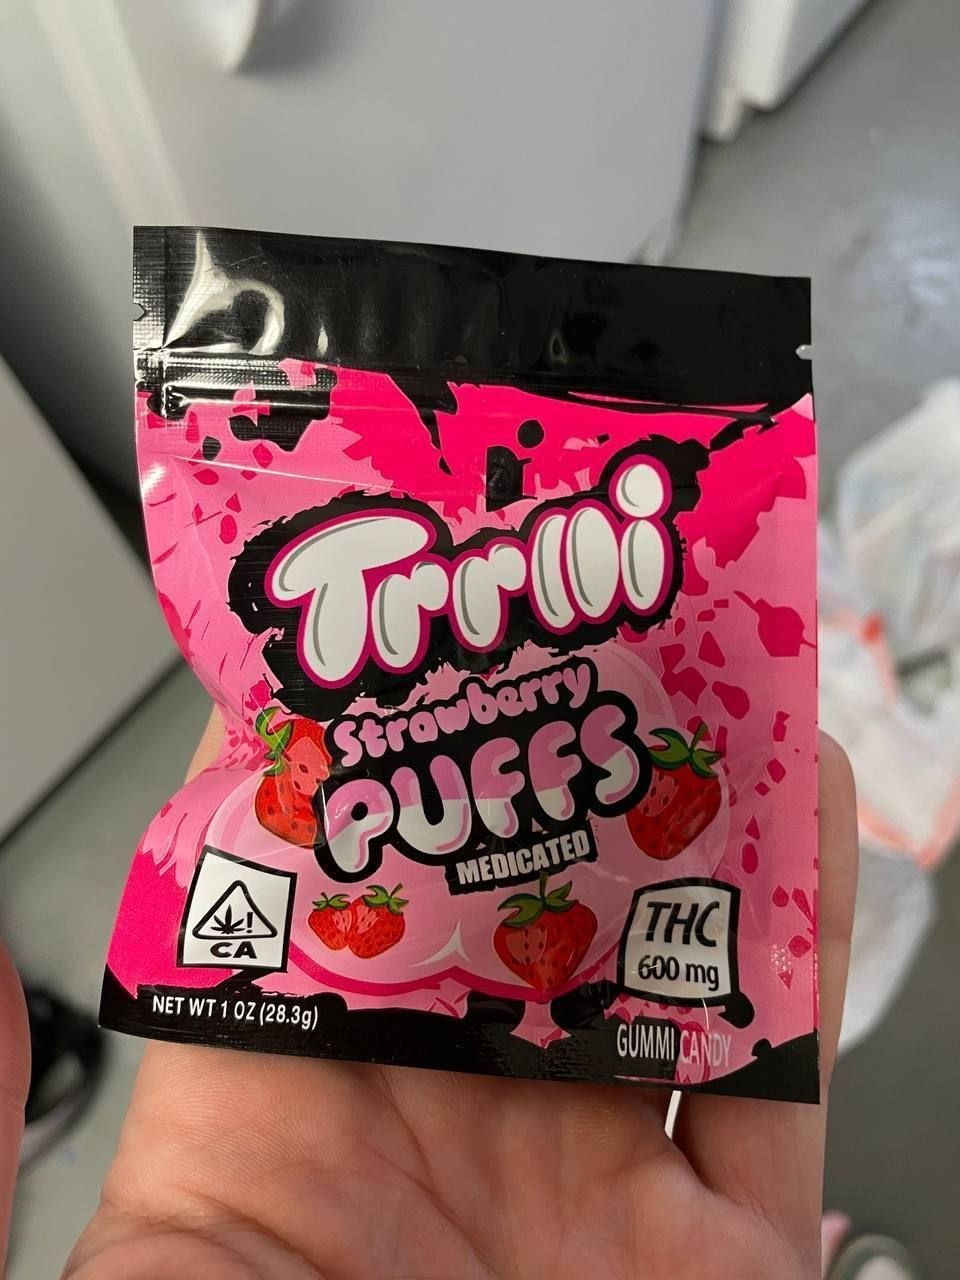 Trrlli
Strawberry
PUFFS
MEDICATED
CA
THC
600 mg
NET WT 1 OZ (28.3g)
GUMMI CANDY